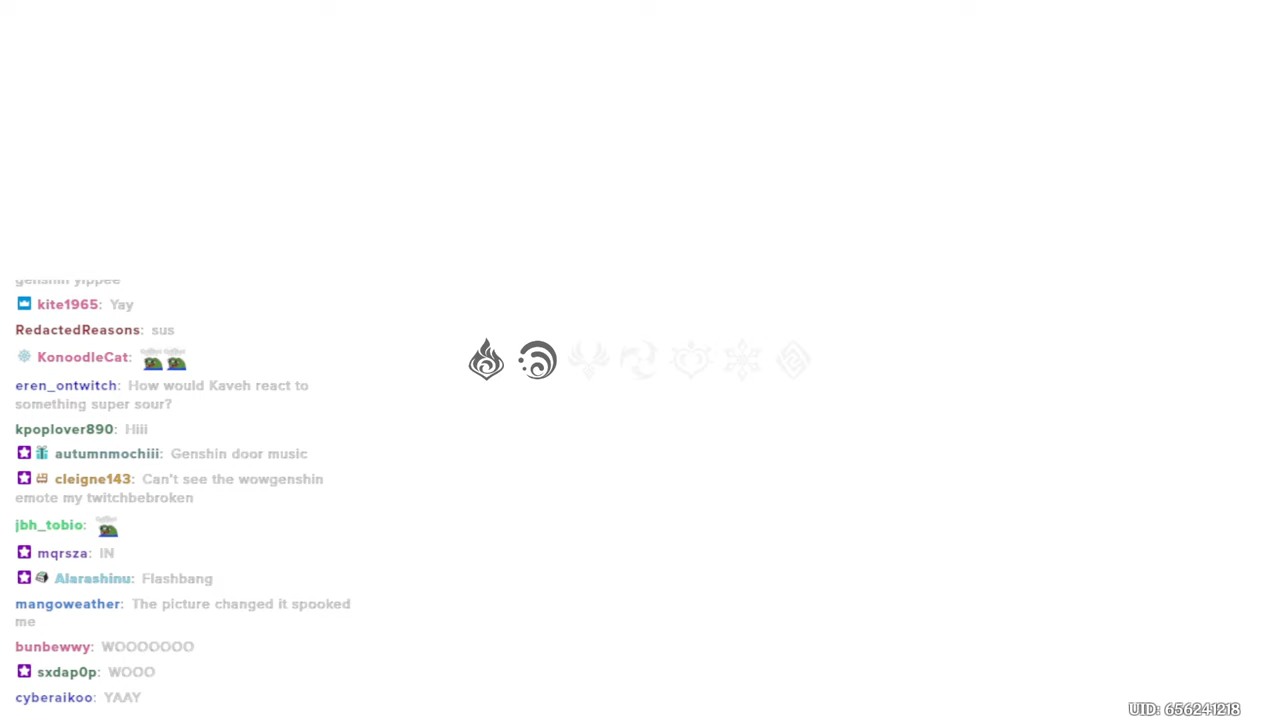 genshin yippee
kite1965: Yay
RedactedReasons: sus
KonoodleCat:
eren_ontwitch: How would Kaveh react to
something super sour?
kpoplover890: Hiii
autumnmochiii: Genshin door music
cleigne143: Can't see the wowgenshin
emote my twitchbebroken
jbh_tobio:
mqrsza: IN
Alarashinu: Flashbang
mangoweather: The picture changed it spooked
me
bunbewwy: WOOOOOOO
sxdap0p: WOOO
cyberaikoo: YAAY
UID: 656241218